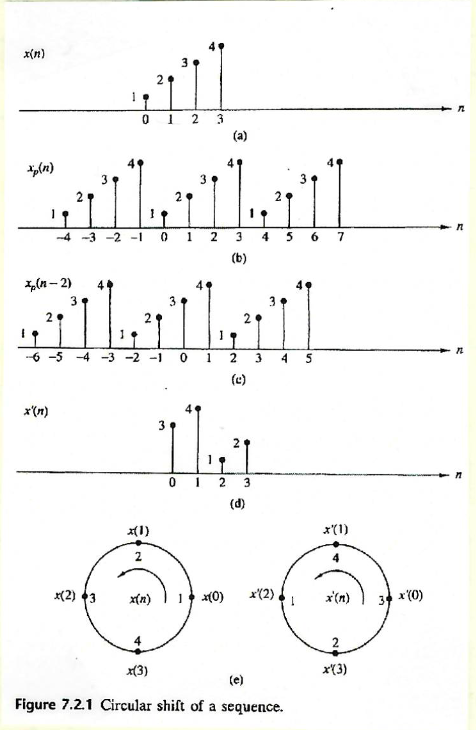 x(n)
1 2 3 4
n
0 1 2 3
(a)
x_p(n)
1 2 3 4 1 2 3 4 1 2 3 4
n
−4 −3 −2 −1 0 1 2 3 4 5 6 7
(b)
x_p(n − 2)
1 2 3 4 1 2 3 4 1 2 3 4
n
−6 −5 −4 −3 −2 −1 0 1 2 3 4 5
(c)
x'(n)
3 4 1 2
n
0 1 2 3
(d)
x(1)
2
x(2) 3 x(n) 1 x(0)
4
x(3)
x'(1)
4
x'(2) 1 x'(n) 3 x'(0)
2
x'(3)
(e)
Figure 7.2.1 Circular shift of a sequence.